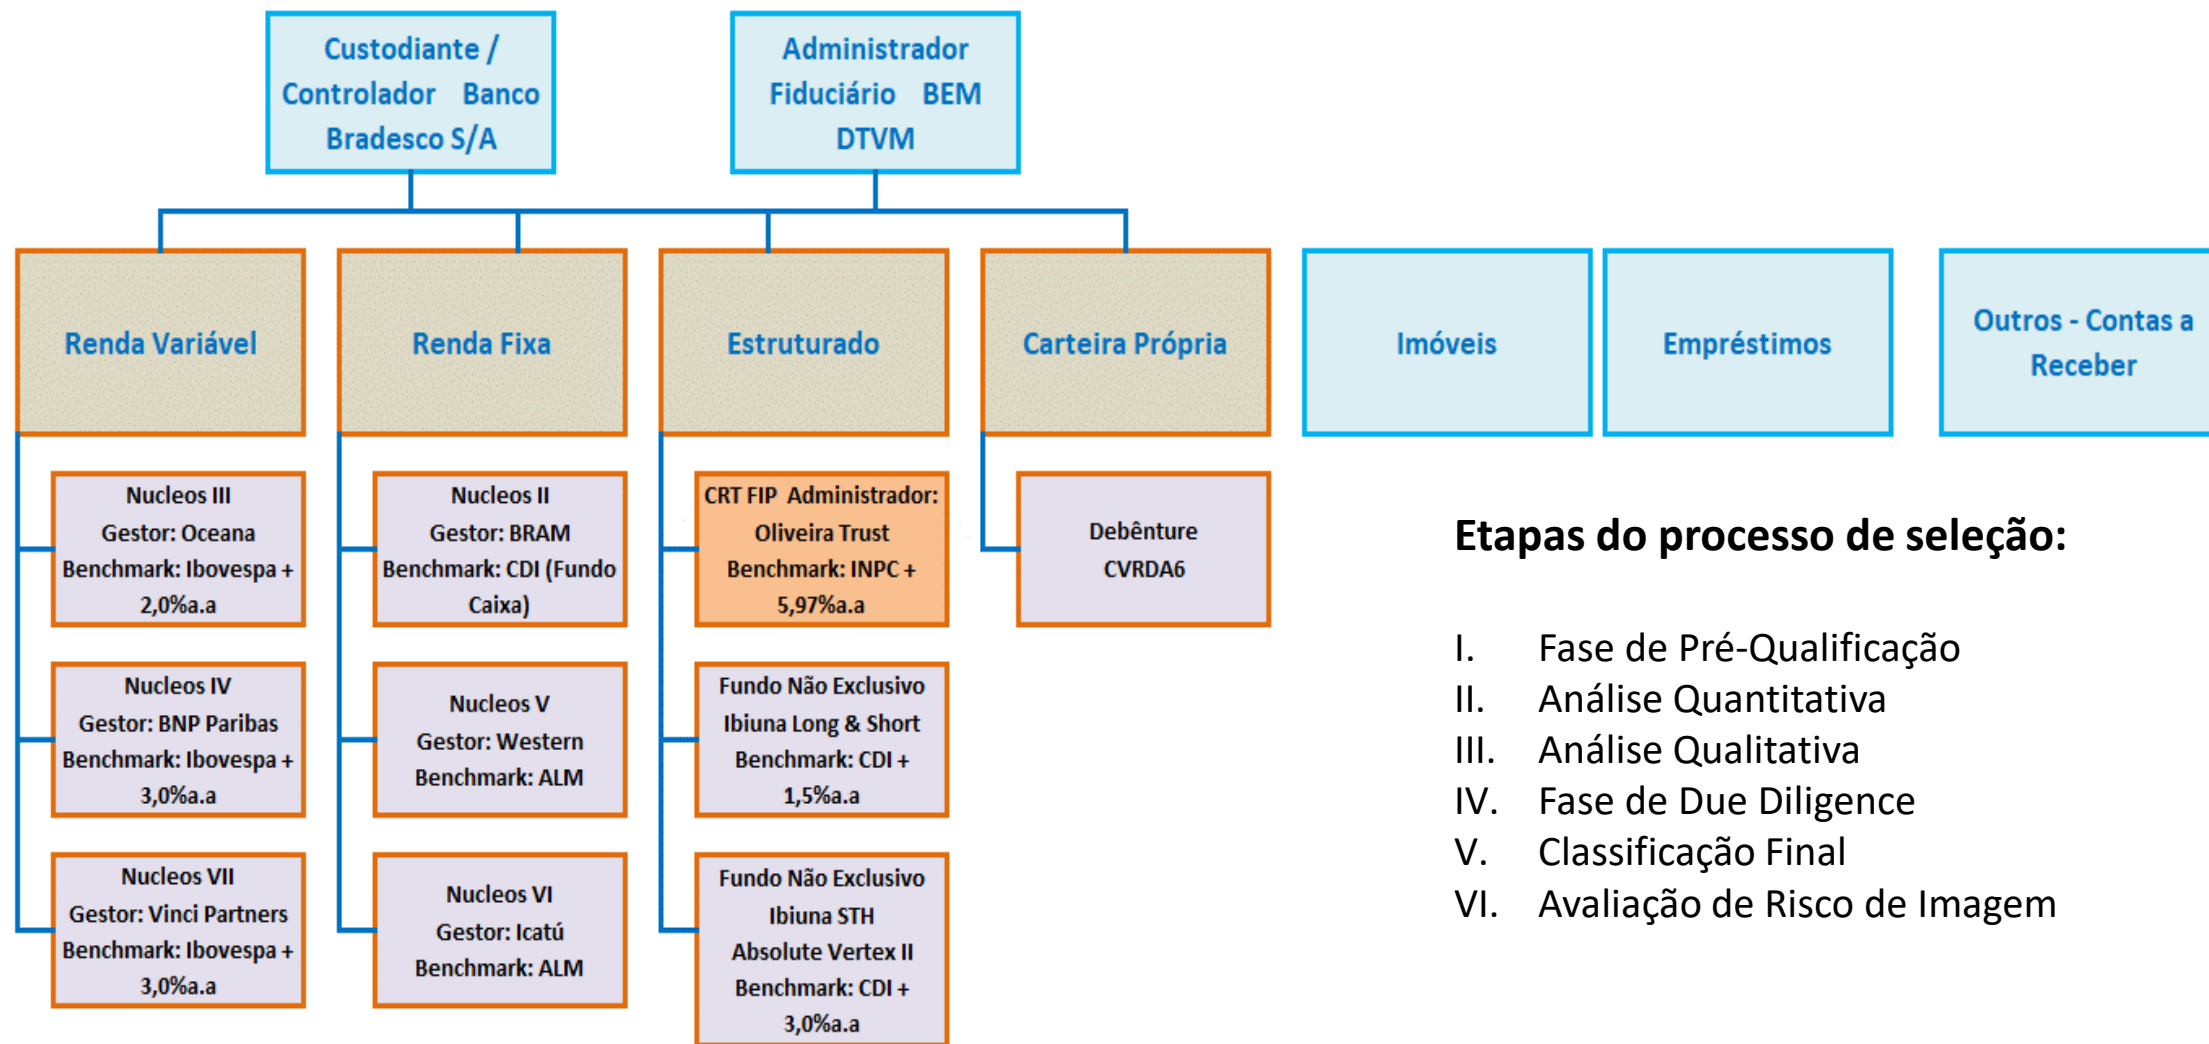 Custodiante /
Controlador Banco
Bradesco S/A
Administrador
Fiduciário BEM
DTVM
Renda Variável
Renda Fixa
Estruturado
Carteira Própria
Imóveis
Empréstimos
Outros - Contas a
Receber
Nucleos III
Gestor: Oceana
Benchmark: Ibovespa +
2,0%a.a
Nucleos IV
Gestor: BNP Paribas
Benchmark: Ibovespa +
3,0%a.a
Nucleos VII
Gestor: Vinci Partners
Benchmark: Ibovespa +
3,0%a.a
Nucleos II
Gestor: BRAM
Benchmark: CDI (Fundo
Caixa)
Nucleos V
Gestor: Western
Benchmark: ALM
Nucleos VI
Gestor: Icatú
Benchmark: ALM
CRT FIP Administrador:
Oliveira Trust
Benchmark: INPC +
5,97%a.a
Fundo Não Exclusivo
Ibiuna Long & Short
Benchmark: CDI +
1,5%a.a
Fundo Não Exclusivo
Ibiuna STH
Absolute Vertex II
Benchmark: CDI +
3,0%a.a
Debênture
CVRDA6
Etapas do processo de seleção:
I. Fase de Pré-Qualificação
II. Análise Quantitativa
III. Análise Qualitativa
IV. Fase de Due Diligence
V. Classificação Final
VI. Avaliação de Risco de Imagem